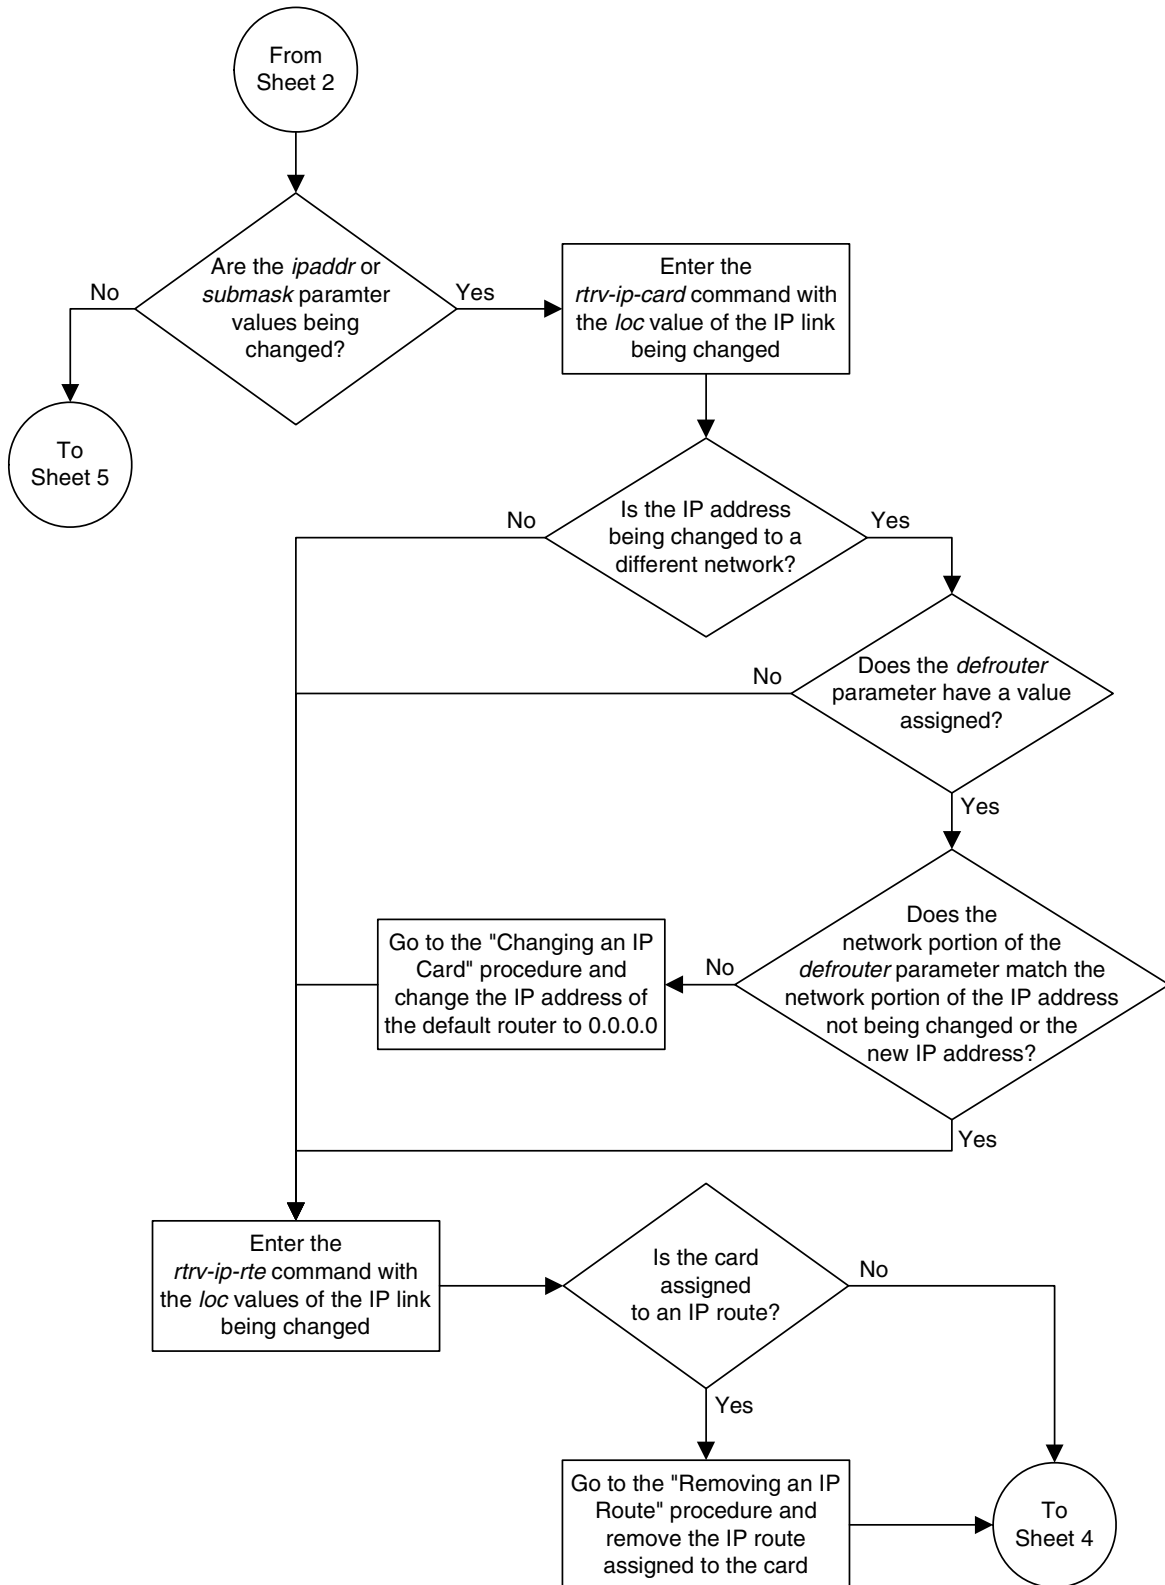 From
Sheet 2
Are the ipaddr or
submask paramter
values being
changed?
No
Yes
To
Sheet 5
Enter the
rtrv-ip-card command with
the loc value of the IP link
being changed
Is the IP address
being changed to a
different network?
No
Yes
Does the defrouter
parameter have a value
assigned?
No
Yes
Does the
network portion of the
defrouter parameter match the
network portion of the IP address
not being changed or the
new IP address?
No
Yes
Go to the "Changing an IP
Card" procedure and
change the IP address of
the default router to 0.0.0.0
Enter the
rtrv-ip-rte command with
the loc values of the IP link
being changed
Is the card
assigned
to an IP route?
No
Yes
Go to the "Removing an IP
Route" procedure and
remove the IP route
assigned to the card
To
Sheet 4